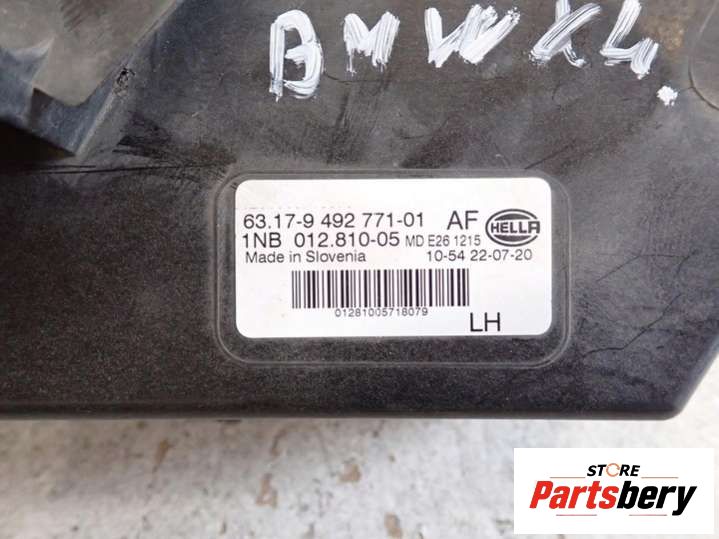 BMW X4.
63.17-9 492 771-01 AF HELLA
1NB 012.810-05 MD E26 1215
Made in Slovenia 10-54 22-07-20
01281005718079
LH
STORE
Partsbery